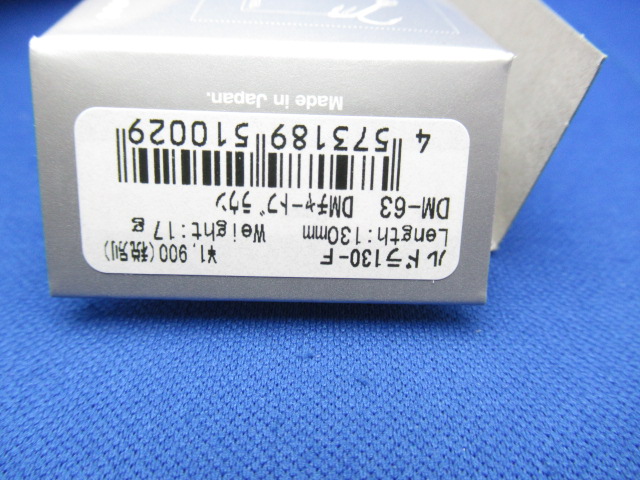 ルドラ130-F ¥1,900(税別)
Length:130mm Weight:17g
DM-63 DMチャートブラウン
4 573189 510029
Made in Japan.